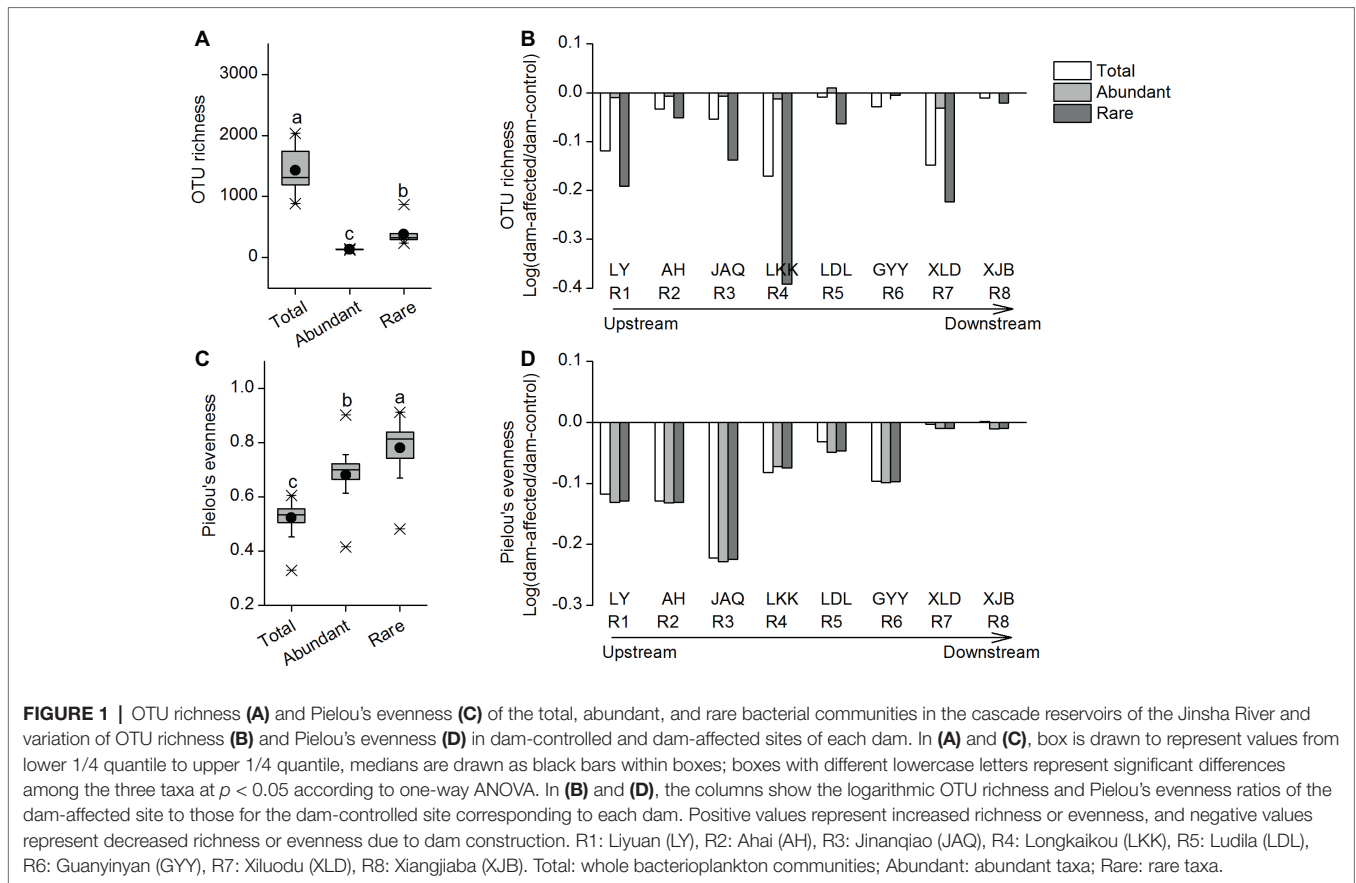 A
3000
2000
1000
0
OTU richness
a
c
b
Total
Abundant
Rare
B
0.1
0.0
-0.1
-0.2
-0.3
-0.4
OTU richness
Log(dam-affected/dam-control)
Total
Abundant
Rare
LY AH JAQ LKK LDL GYY XLD XJB
R1 R2 R3 R4 R5 R6 R7 R8
Upstream Downstream
C
1.0
0.8
0.6
0.4
0.2
Pielou's evenness
c
b
a
Total
Abundant
Rare
D
0.1
0.0
-0.1
-0.2
-0.3
Pielou's evenness
Log(dam-affected/dam-control)
LY AH JAQ LKK LDL GYY XLD XJB
R1 R2 R3 R4 R5 R6 R7 R8
Upstream Downstream
FIGURE 1 | OTU richness (A) and Pielou's evenness (C) of the total, abundant, and rare bacterial communities in the cascade reservoirs of the Jinsha River and
variation of OTU richness (B) and Pielou's evenness (D) in dam-controlled and dam-affected sites of each dam. In (A) and (C), box is drawn to represent values from
lower 1/4 quantile to upper 1/4 quantile, medians are drawn as black bars within boxes; boxes with different lowercase letters represent significant differences
among the three taxa at p < 0.05 according to one-way ANOVA. In (B) and (D), the columns show the logarithmic OTU richness and Pielou's evenness ratios of the
dam-affected site to those for the dam-controlled site corresponding to each dam. Positive values represent increased richness or evenness, and negative values
represent decreased richness or evenness due to dam construction. R1: Liyuan (LY), R2: Ahai (AH), R3: Jinanqiao (JAQ), R4: Longkaikou (LKK), R5: Ludila (LDL),
R6: Guanyinyan (GYY), R7: Xiluodu (XLD), R8: Xiangjiaba (XJB). Total: whole bacterioplankton communities; Abundant: abundant taxa; Rare: rare taxa.